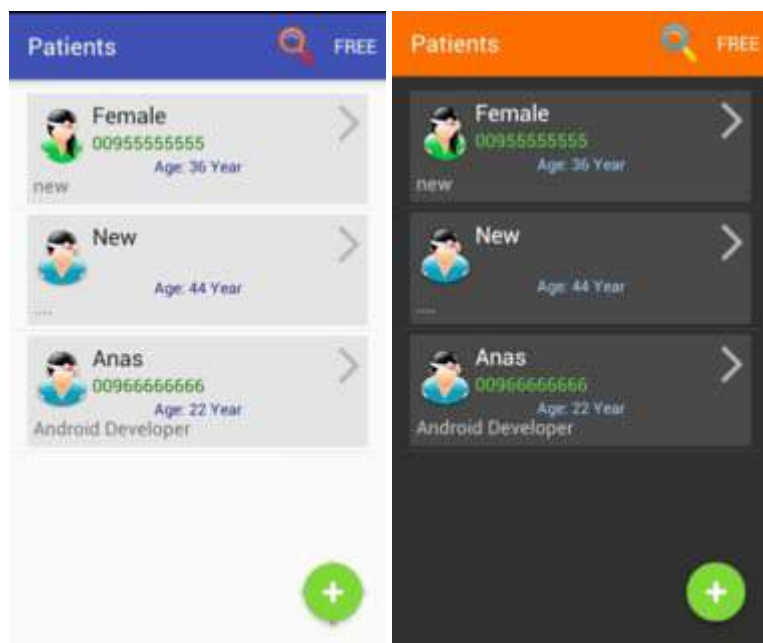 Patients FREE
Female
00955555555
Age: 36 Year
new
New
Age: 44 Year
....
Anas
00966666666
Age: 22 Year
Android Developer
+
Patients FREE
Female
00955555555
Age: 36 Year
new
New
Age: 44 Year
....
Anas
00966666666
Age: 22 Year
Android Developer
+